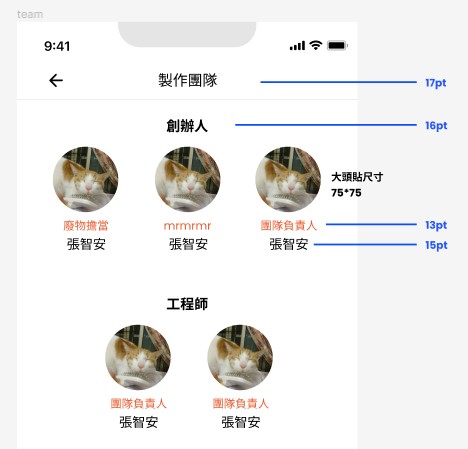 team
9:41
製作團隊
17pt
創辦人
16pt
大頭貼尺寸
75*75
廢物擔當
mrmrmr
團隊負責人
13pt
張智安
張智安
張智安
15pt
工程師
團隊負責人
團隊負責人
張智安
張智安